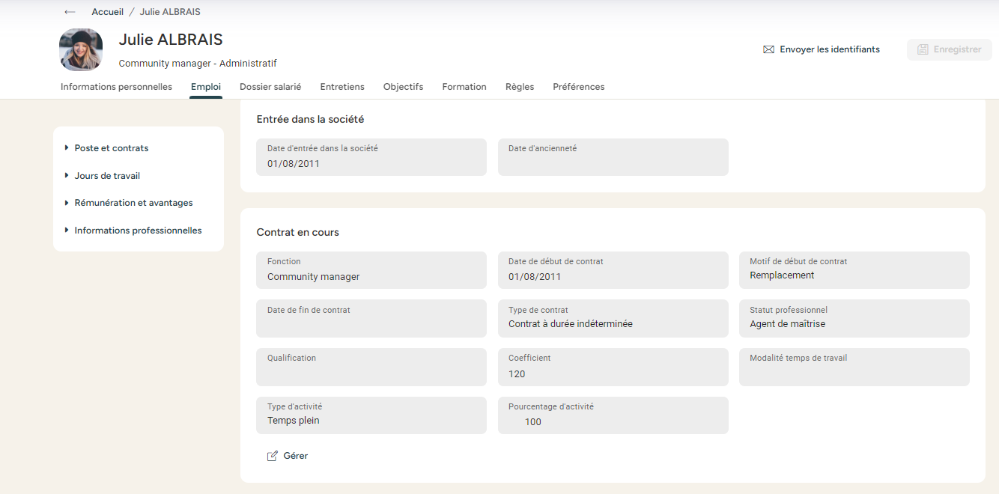 Accueil / Julie ALBRAIS
Julie ALBRAIS
Community manager - Administratif
Envoyer les identifiants
Enregistrer
Informations personnelles
Emploi
Dossier salarié
Entretiens
Objectifs
Formation
Règles
Préférences
Poste et contrats
Jours de travail
Rémunération et avantages
Informations professionnelles
Entrée dans la société
Date d'entrée dans la société
01/08/2011
Date d'ancienneté
Contrat en cours
Fonction
Community manager
Date de début de contrat
01/08/2011
Motif de début de contrat
Remplacement
Date de fin de contrat
Type de contrat
Contrat à durée indéterminée
Statut professionnel
Agent de maîtrise
Qualification
Coefficient
120
Modalité temps de travail
Type d'activité
Temps plein
Pourcentage d'activité
100
Gérer